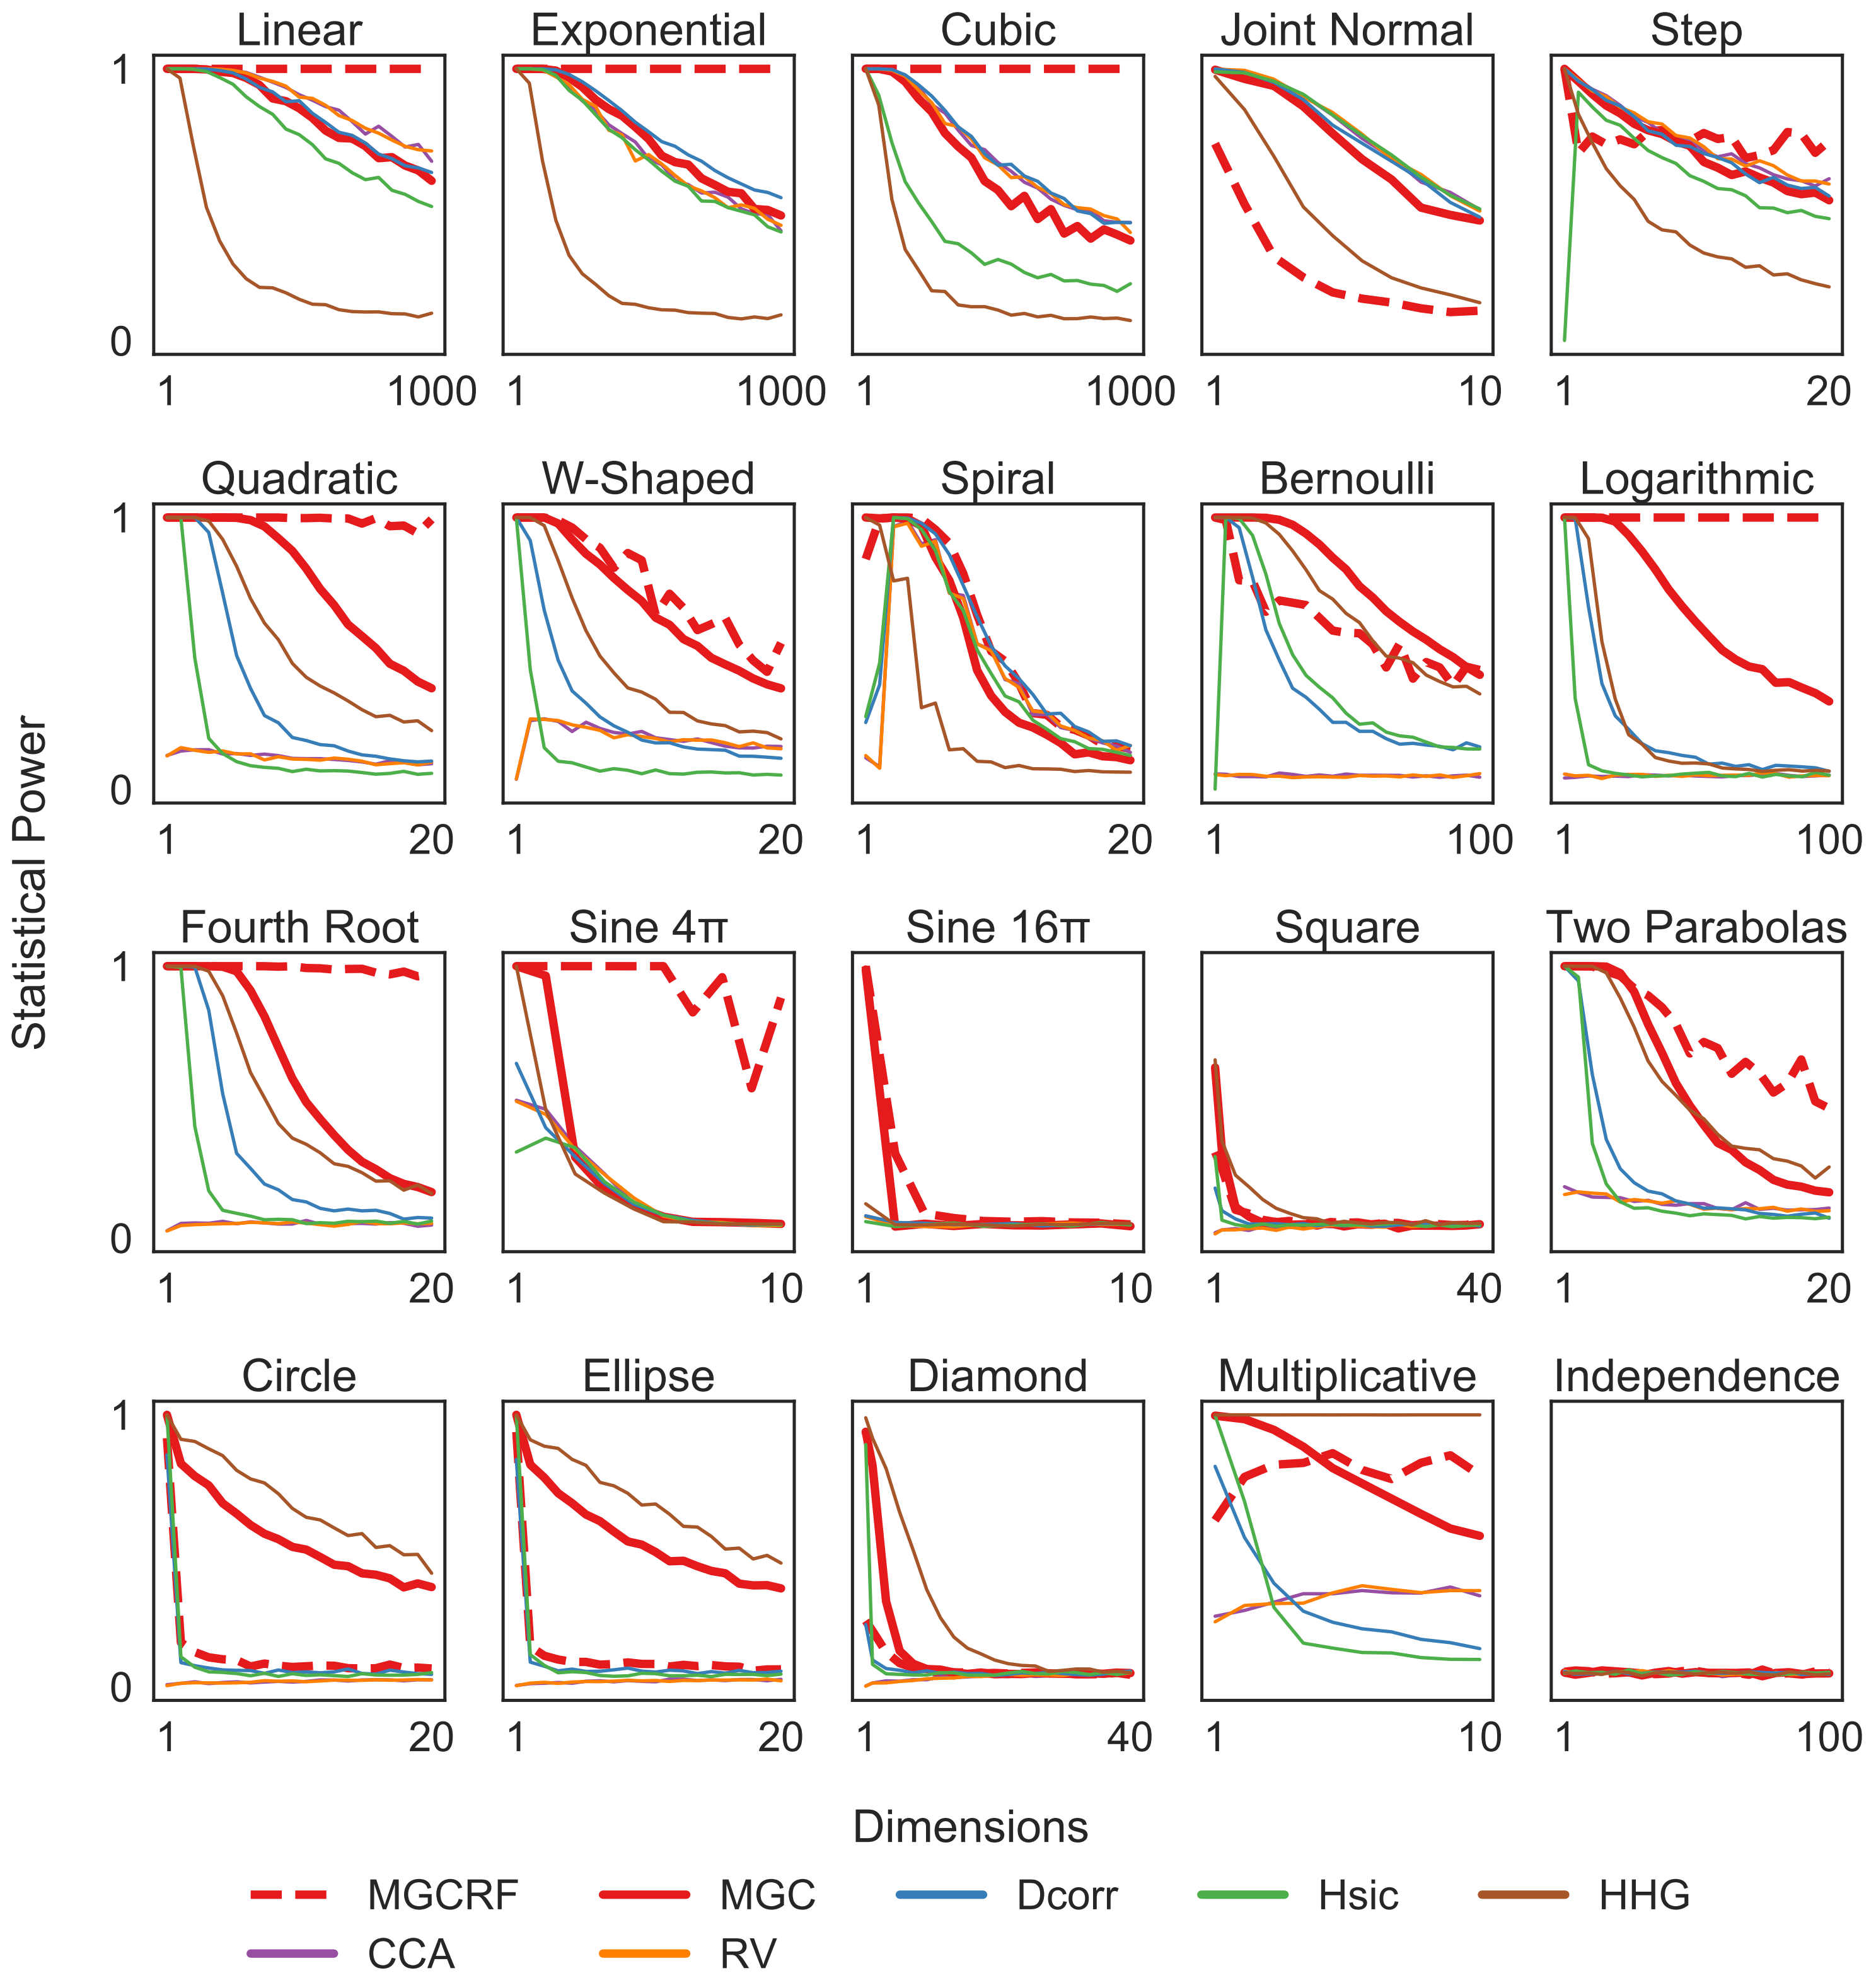 Linear Exponential Cubic Joint Normal Step
1
0
1 1000 1 1000 1 1000 1 10 1 20
Quadratic W-Shaped Spiral Bernoulli Logarithmic
1
0
1 20 1 20 1 20 1 100 1 100
Statistical Power
Fourth Root Sine 4π Sine 16π Square Two Parabolas
1
0
1 20 1 10 1 10 1 40 1 20
Circle Ellipse Diamond Multiplicative Independence
1
0
1 20 1 20 1 40 1 10 1 100
Dimensions
MGCRF MGC Dcorr Hsic HHG
CCA RV